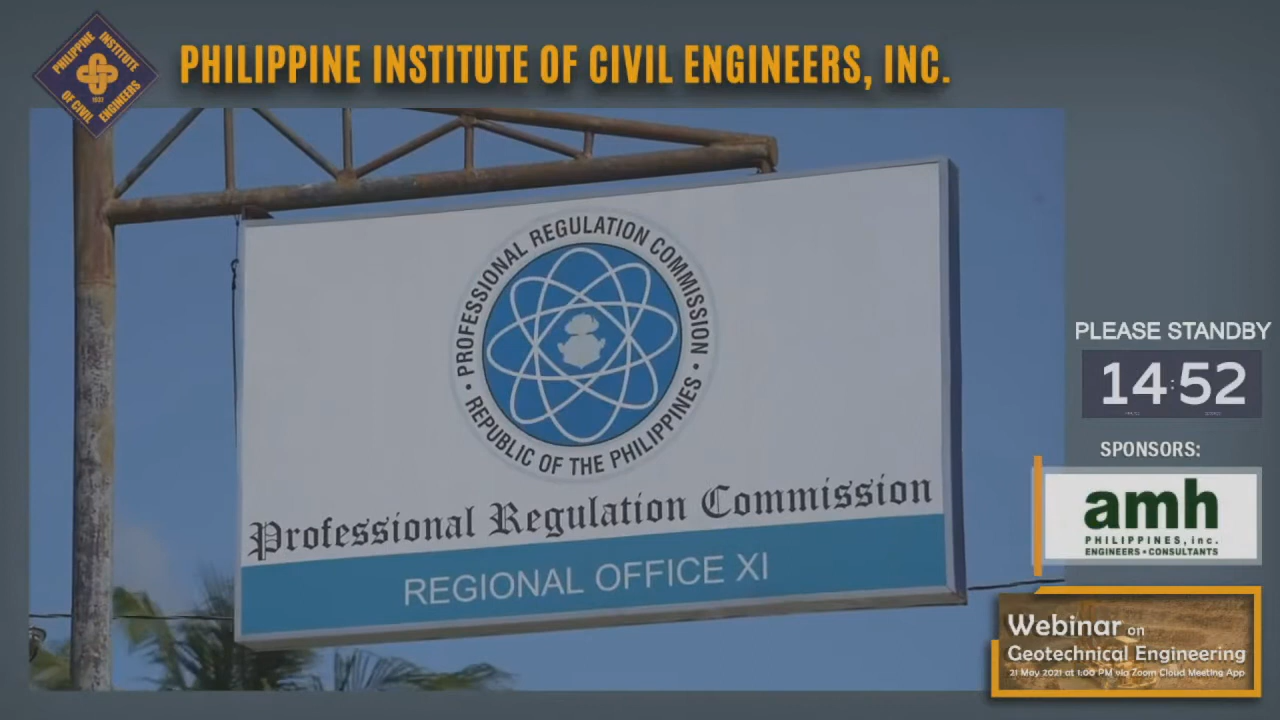 PHILIPPINE INSTITUTE
OF CIVIL ENGINEERS
1937
PHILIPPINE INSTITUTE OF CIVIL ENGINEERS, INC.
PROFESSIONAL REGULATION COMMISSION
REPUBLIC OF THE PHILIPPINES
Professional Regulation Commission
REGIONAL OFFICE XI
PLEASE STANDBY
14:52
SPONSORS:
amh
PHILIPPINES, inc.
ENGINEERS • CONSULTANTS
Webinar on
Geotechnical Engineering
21 May 2021 at 1:00 PM via Zoom Cloud Meeting App